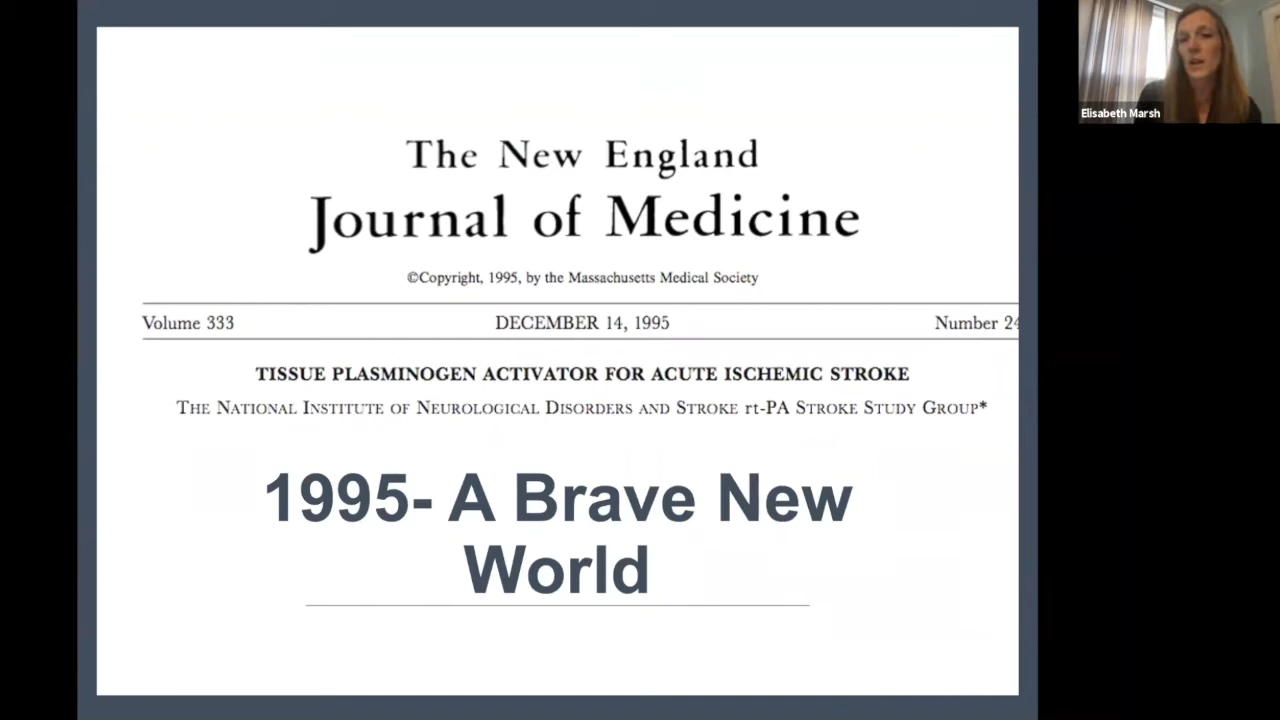 The New England
Journal of Medicine
©Copyright, 1995, by the Massachusetts Medical Society
Volume 333 DECEMBER 14, 1995 Number 24
TISSUE PLASMINOGEN ACTIVATOR FOR ACUTE ISCHEMIC STROKE
THE NATIONAL INSTITUTE OF NEUROLOGICAL DISORDERS AND STROKE rt-PA STROKE STUDY GROUP*
1995- A Brave New
World
Elisabeth Marsh